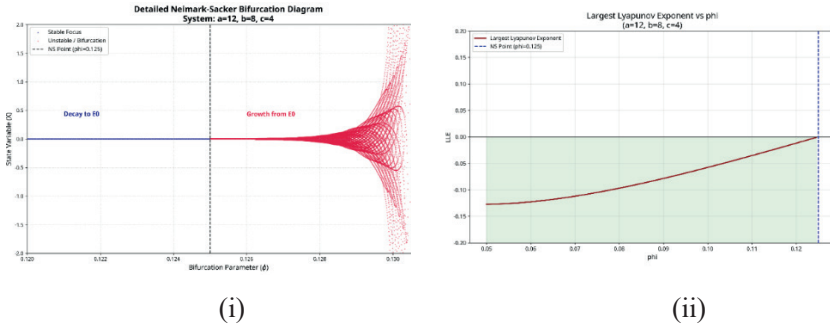 Detailed Neimark-Sacker Bifurcation Diagram
System: a=12, b=8, c=4
Stable Focus
Unstable / Bifurcation
NS Point (phi=0.125)
Decay to E0
Growth from E0
State Variable (X)
2.0
1.5
1.0
0.5
0.0
-0.5
-1.0
-1.5
-2.0
0.120
0.122
0.124
0.126
0.128
0.130
Bifurcation Parameter (ϕ)
(i)
Largest Lyapunov Exponent vs phi
(a=12, b=8, c=4)
Largest Lyapunov Exponent
NS Point (phi=0.125)
LLE
0.20
0.15
0.10
0.05
0.00
-0.05
-0.10
-0.15
-0.20
0.05
0.06
0.07
0.08
0.09
0.10
0.11
0.12
phi
(ii)